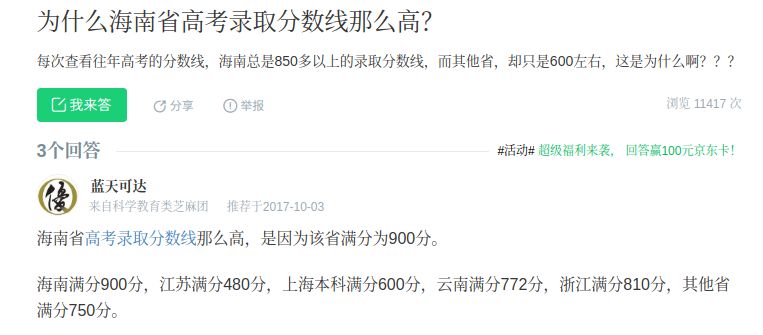 为什么海南省高考录取分数线那么高？
每次查看往年高考的分数线，海南总是850多以上的录取分数线，而其他省，却只是600左右，这是为什么啊？？？
我来答 分享 举报 浏览 11417 次
3个回答 #活动# 超级福利来袭，回答赢100元京东卡！
優
蓝天可达
来自科学教育类芝麻团 推荐于2017-10-03
海南省高考录取分数线那么高，是因为该省满分为900分。
海南满分900分，江苏满分480分，上海本科满分600分，云南满分772分，浙江满分810分，其他省
满分750分。